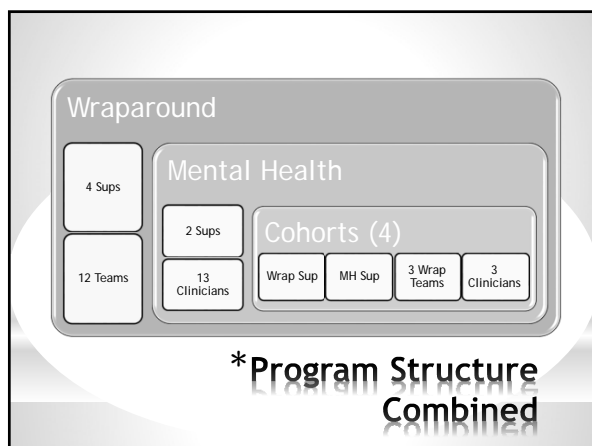 Wraparound
4 Sups
12 Teams
Mental Health
2 Sups
13
Clinicians
Cohorts (4)
Wrap Sup
MH Sup
3 Wrap
Teams
3
Clinicians
*Program Structure
Combined